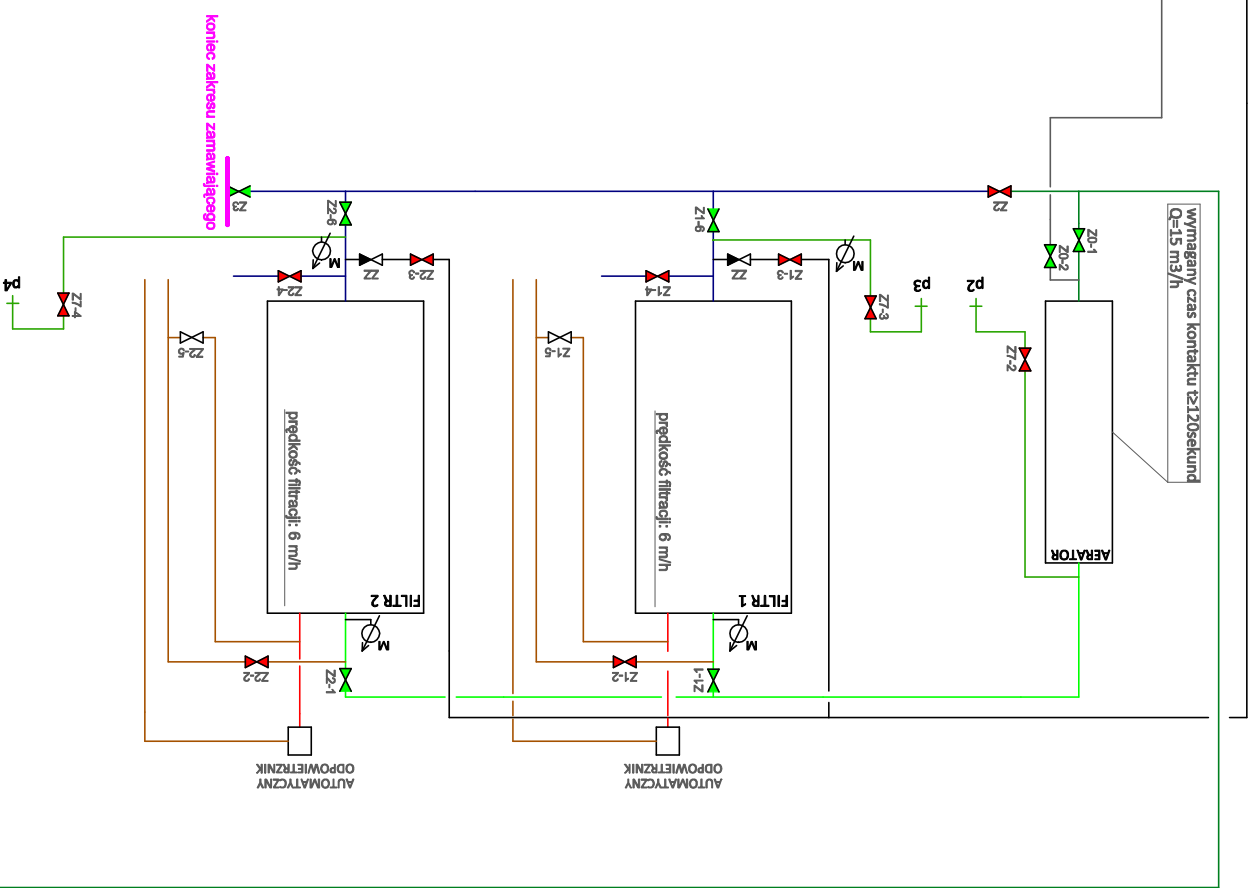 koniec zakresu zamawiającego
Z3
Z2-6
Z1-6
Z2
Z0-1
Z0-2
wymagany czas kontaktu t≥120sekund
Q=15 m3/h
M
ZZ
Z2-3
Z2-4
ZZ
Z1-3
Z1-4
M
Z7-3
p3
p2
Z7-2
p4
Z7-4
Z2-5
Z1-5
prędkość filtracji: 6 m/h
prędkość filtracji: 6 m/h
AERATOR
FILTR 2
FILTR 1
M
M
Z2-2
Z2-1
Z1-2
Z1-1
AUTOMATYCZNY
ODPOWIETRZNIK
AUTOMATYCZNY
ODPOWIETRZNIK